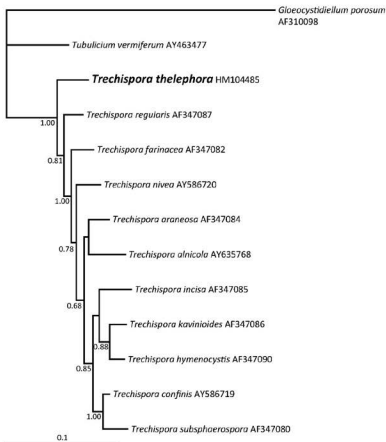 Gloeocystidiellum porosum
AF310098
Tubulicium vermiferum AY463477
Trechispora thelephora HM104485
1.00
Trechispora regularis AF347087
0.81
Trechispora farinacea AF347082
1.00
Trechispora nivea AY586720
0.78
Trechispora araneosa AF347084
Trechispora alnicola AY635768
0.68
Trechispora incisa AF347085
Trechispora kavinioides AF347086
0.88
Trechispora hymenocystis AF347090
0.85
Trechispora confinis AY586719
1.00
Trechispora subsphaerospora AF347080
0.1